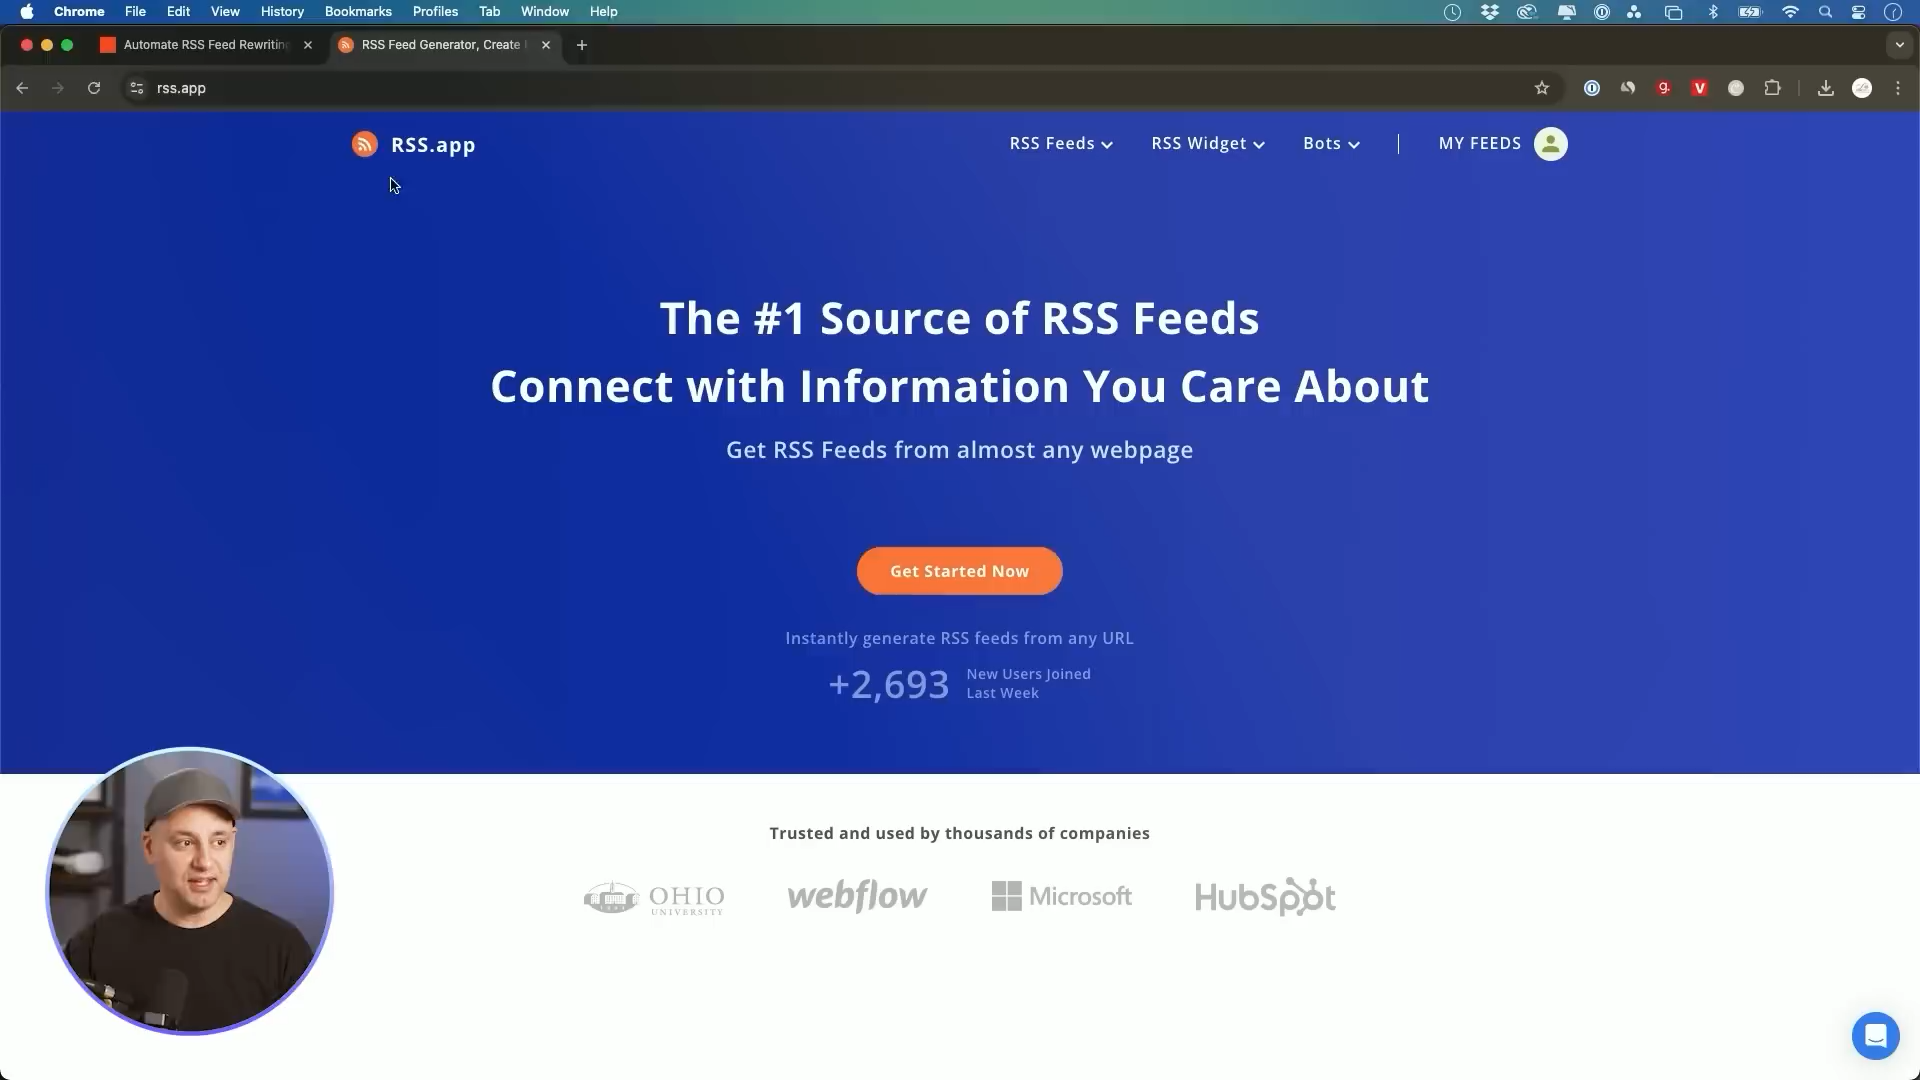 Chrome File Edit View History Bookmarks Profiles Tab Window Help
Automate RSS Feed Rewriting
RSS Feed Generator, Create
rss.app
RSS.app
RSS Feeds
RSS Widget
Bots
MY FEEDS
The #1 Source of RSS Feeds
Connect with Information You Care About
Get RSS Feeds from almost any webpage
Get Started Now
Instantly generate RSS feeds from any URL
+2,693
New Users Joined
Last Week
Trusted and used by thousands of companies
OHIO
UNIVERSITY
webflow
Microsoft
HubSpot